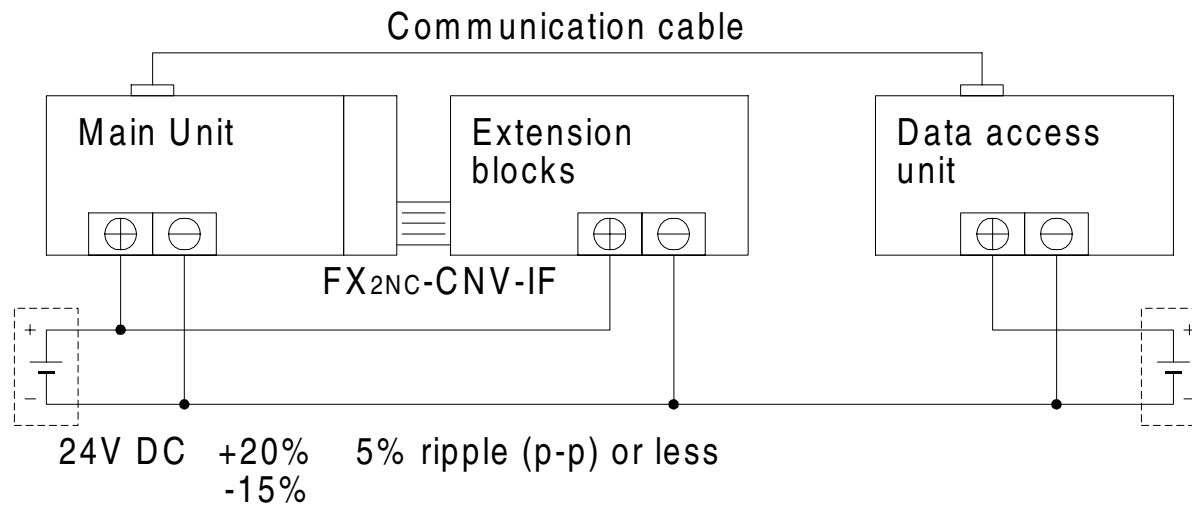 Communication cable
Main Unit
Extension
blocks
Data access
unit
FX2NC-CNV-IF
+
−
+
−
24V DC +20% 5% ripple (p-p) or less
-15%